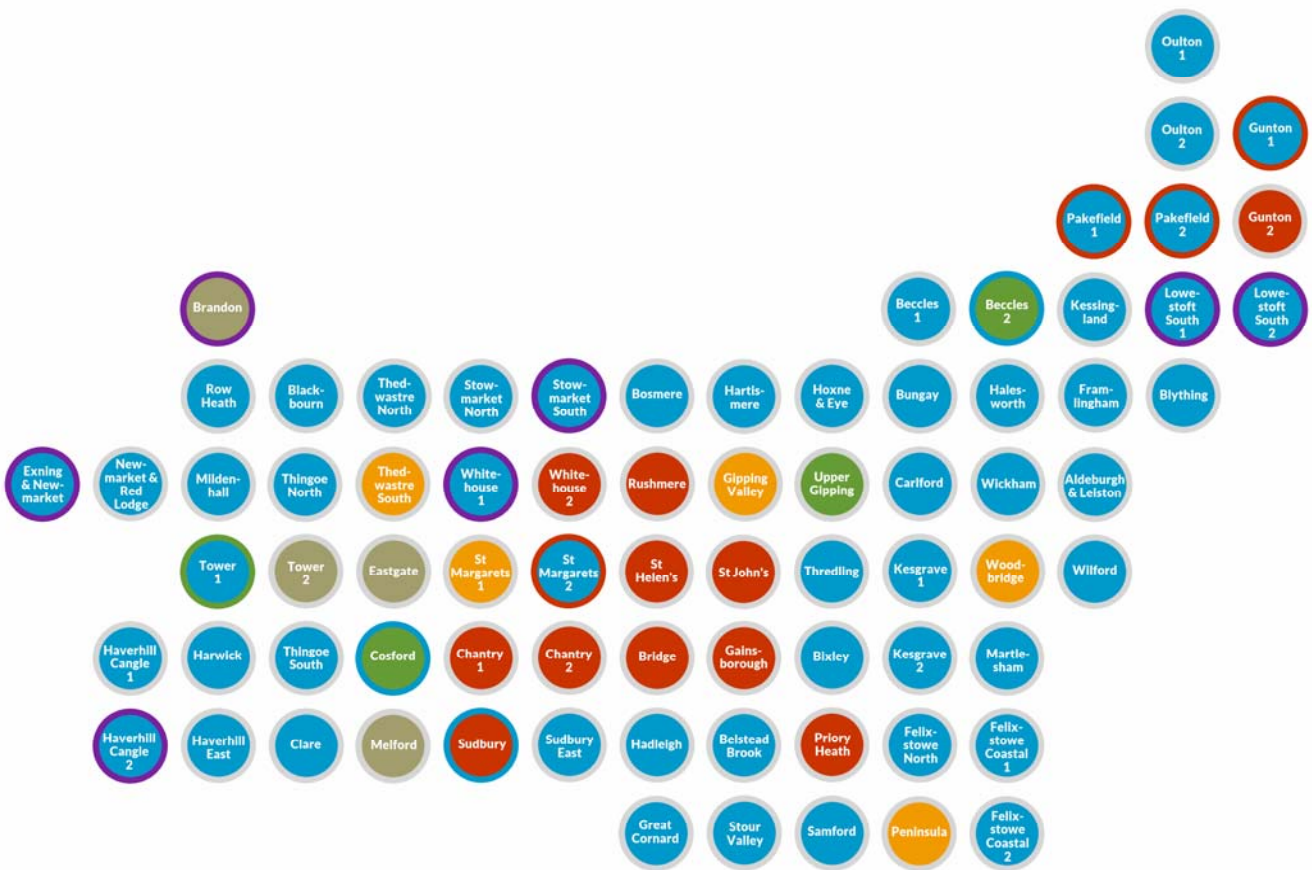 Oulton
1
Oulton
2
Gunton
1
Pakefield
1
Pakefield
2
Gunton
2
Brandon
Beccles
1
Beccles
2
Kessing-
land
Lowe-
stoft
South
1
Lowe-
stoft
South
2
Row
Heath
Black-
bourn
Thed-
wastre
North
Stow-
market
North
Stow-
market
South
Bosmere
Hartis-
mere
Hoxne
& Eye
Bungay
Hales-
worth
Fram-
lingham
Blything
Exning
& New-
market
New-
market &
Red
Lodge
Milden-
hall
Thingoe
North
Thed-
wastre
South
White-
house
1
White-
house
2
Rushmere
Gipping
Valley
Upper
Gipping
Carlford
Wickham
Aldeburgh
& Leiston
Tower
1
Tower
2
Eastgate
St
Margarets
1
St
Margarets
2
St
Helen's
St John's
Thredling
Kesgrave
1
Wood-
bridge
Wilford
Haverhill
Cangle
1
Harwick
Thingoe
South
Cosford
Chantry
1
Chantry
2
Bridge
Gains-
borough
Bixley
Kesgrave
2
Martle-
sham
Haverhill
Cangle
2
Haverhill
East
Clare
Melford
Sudbury
Sudbury
East
Hadleigh
Belstead
Brook
Priory
Heath
Felix-
stowe
North
Felix-
stowe
Coastal
1
Great
Cornard
Stour
Valley
Samford
Peninsula
Felix-
stowe
Coastal
2